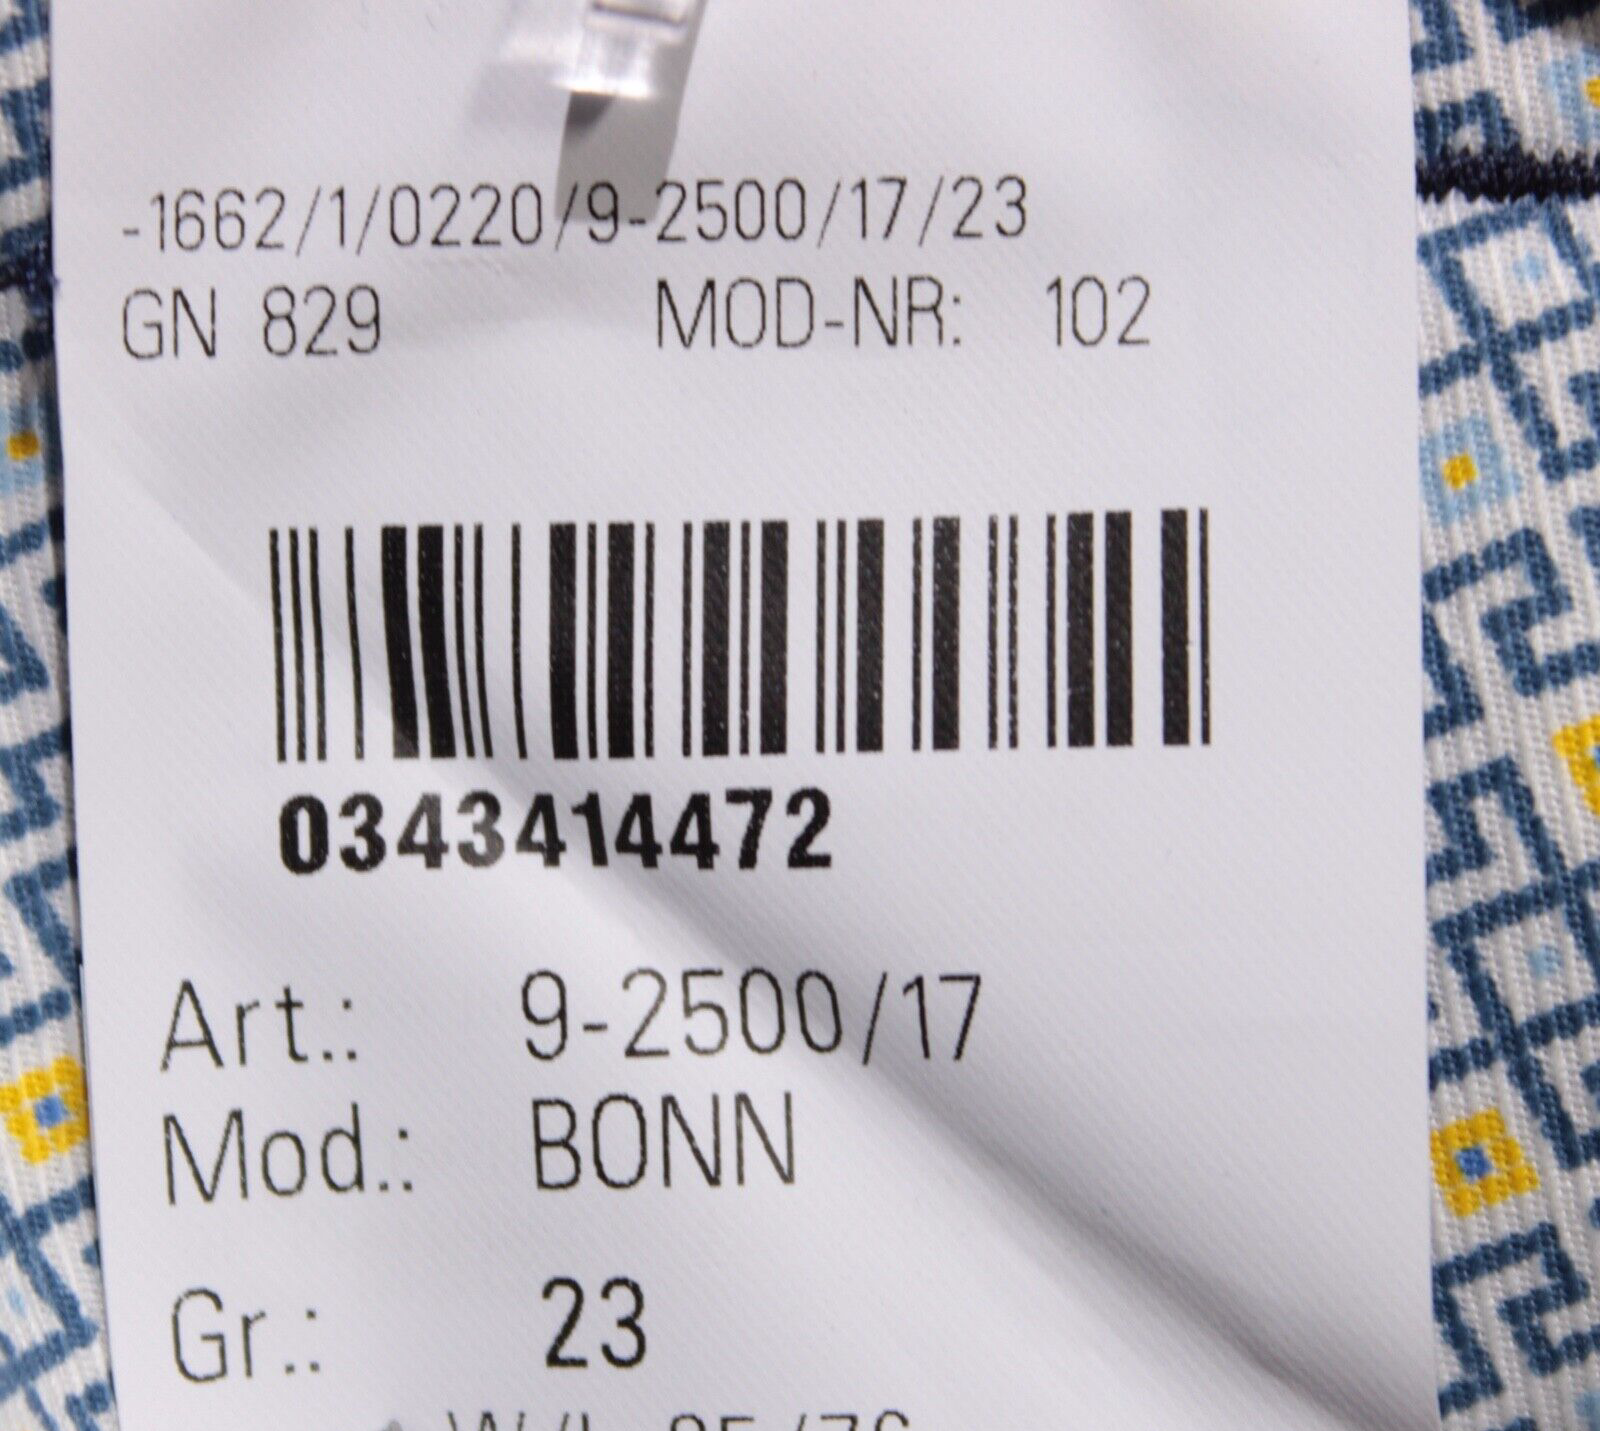 -1662/1/0220/9-2500/17/23
GN 829 MOD-NR: 102
0343414472
Art.: 9-2500/17
Mod.: BONN
Gr.: 23